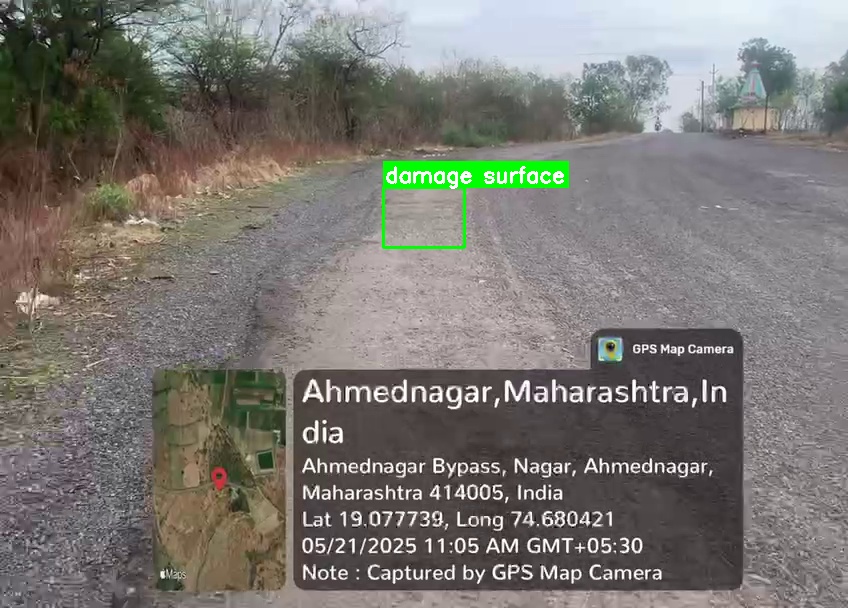 damage surface
GPS Map Camera
Ahmednagar,Maharashtra,In
dia
Ahmednagar Bypass, Nagar, Ahmednagar,
Maharashtra 414005, India
Lat 19.077739, Long 74.680421
05/21/2025 11:05 AM GMT+05:30
Note : Captured by GPS Map Camera
Maps